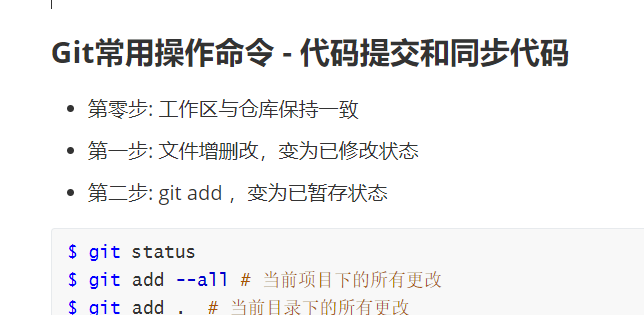 Git常用操作命令 - 代码提交和同步代码
第零步: 工作区与仓库保持一致
第一步: 文件增删改，变为已修改状态
第二步: git add ，变为已暂存状态
$ git status
$ git add --all # 当前项目下的所有更改
$ git add .  # 当前目录下的所有更改